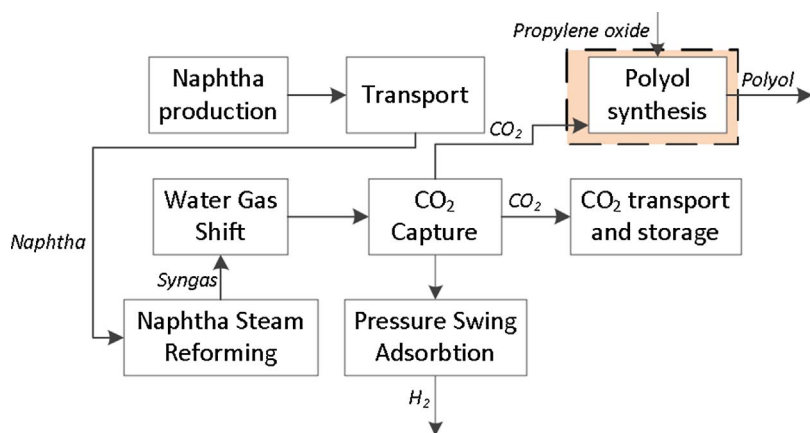 Propylene oxide
Naphtha
production
Transport
Polyol
synthesis
Polyol
CO₂
Water Gas
Shift
CO₂
Capture
CO₂
CO₂ transport
and storage
Naphtha
Syngas
Naphtha Steam
Reforming
Pressure Swing
Adsorbtion
H₂